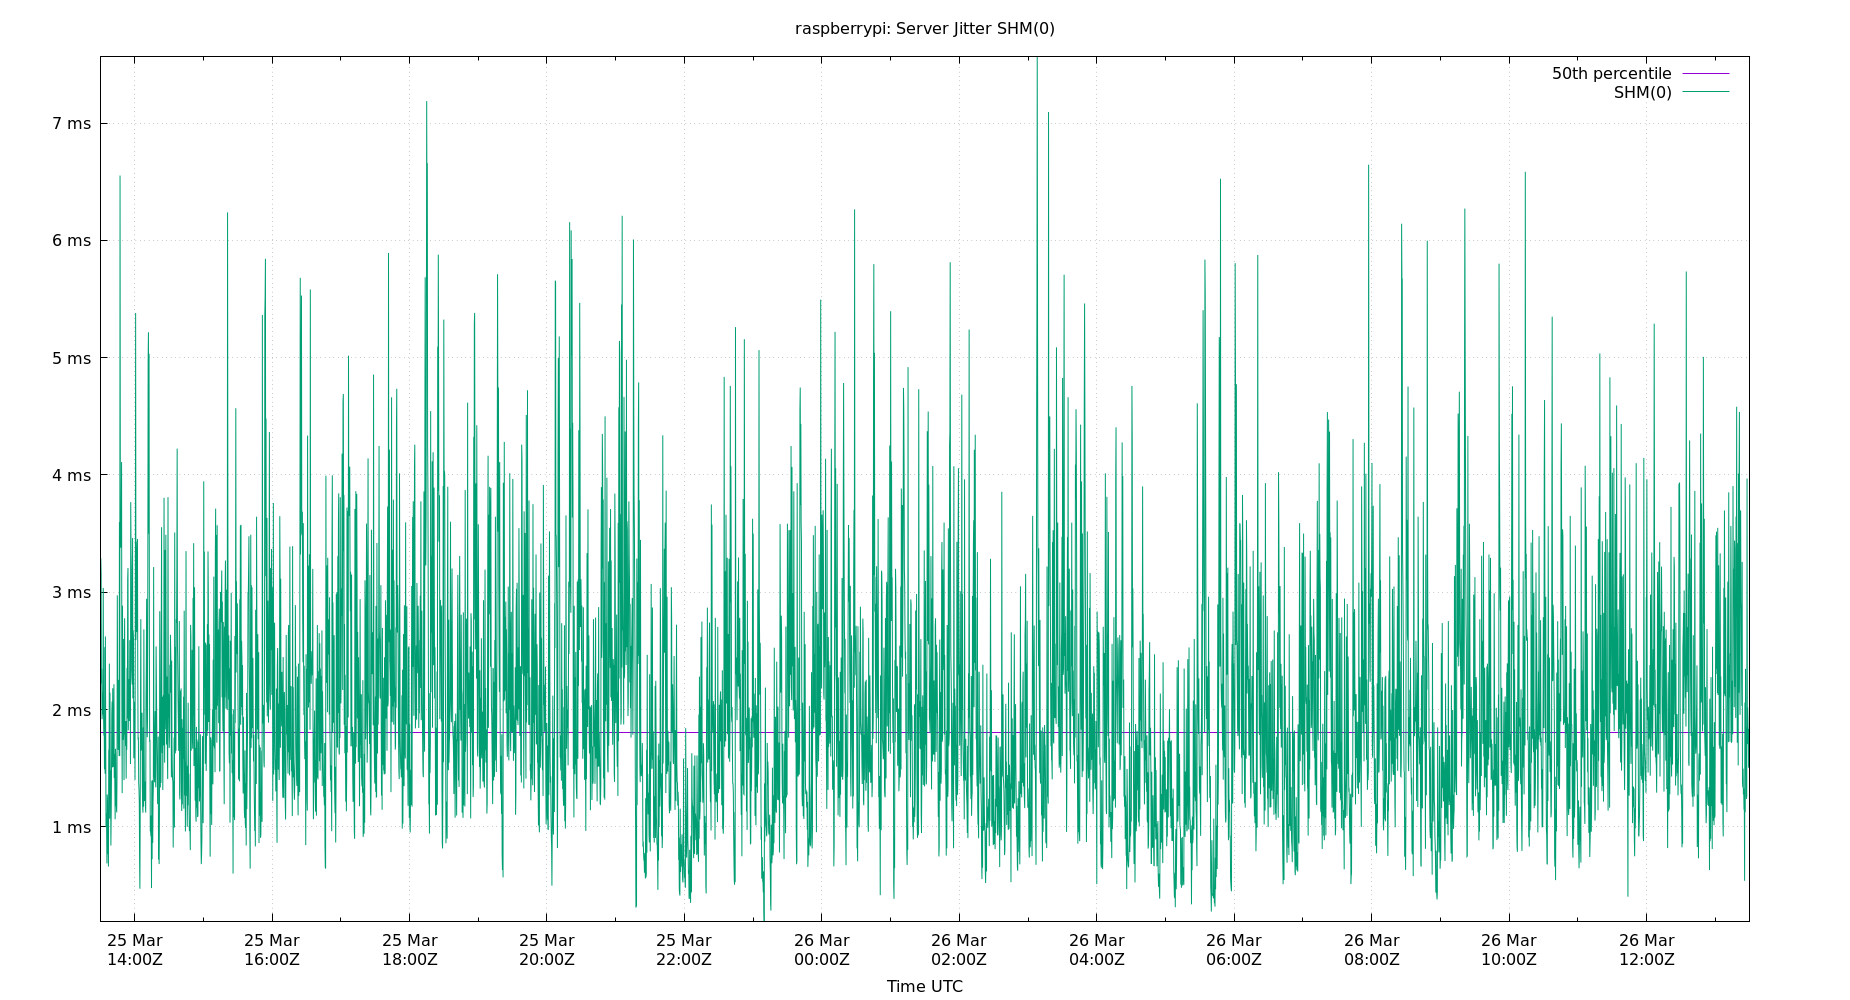 raspberrypi: Server Jitter SHM(0)
50th percentile
SHM(0)
7 ms
6 ms
5 ms
4 ms
3 ms
2 ms
1 ms
25 Mar 25 Mar 25 Mar 25 Mar 25 Mar 26 Mar 26 Mar 26 Mar 26 Mar 26 Mar 26 Mar 26 Mar
14:00Z 16:00Z 18:00Z 20:00Z 22:00Z 00:00Z 02:00Z 04:00Z 06:00Z 08:00Z 10:00Z 12:00Z
Time UTC